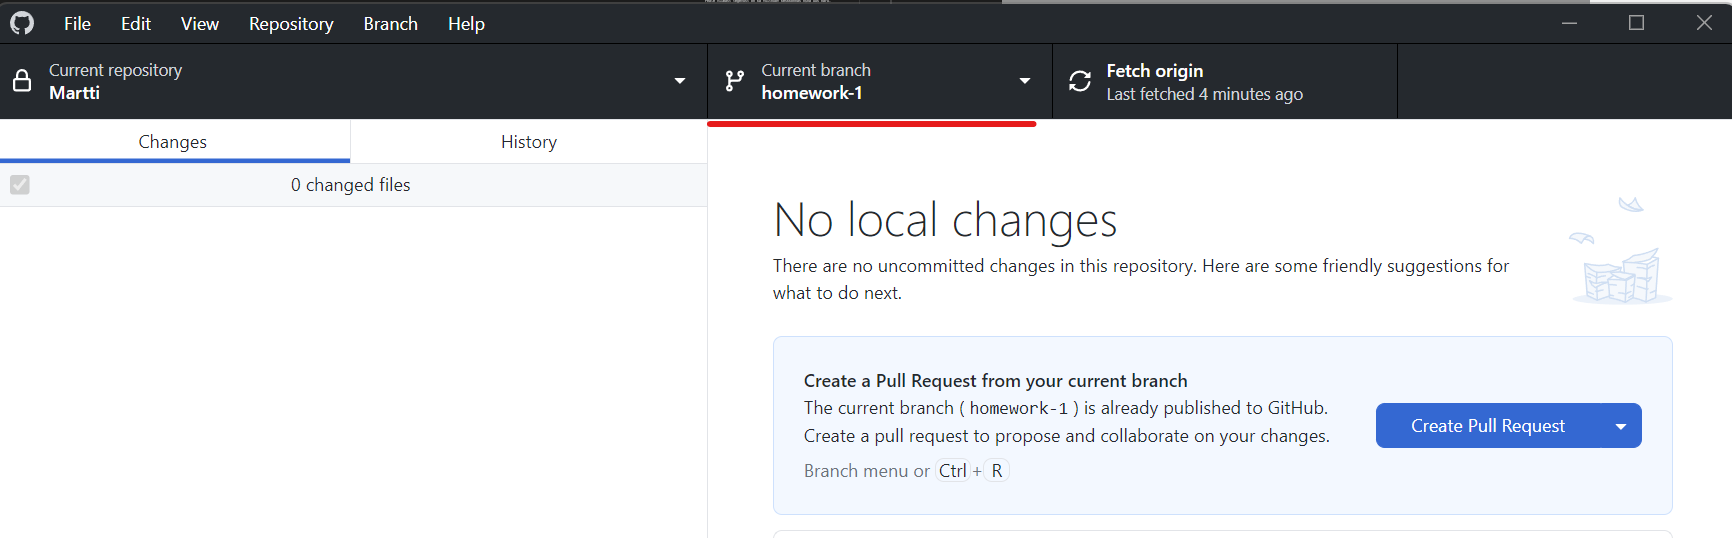 File Edit View Repository Branch Help
Current repository
Martti
Current branch
homework-1
Fetch origin
Last fetched 4 minutes ago
Changes
History
0 changed files
No local changes
There are no uncommitted changes in this repository. Here are some friendly suggestions for
what to do next.
Create a Pull Request from your current branch
The current branch ( homework-1 ) is already published to GitHub.
Create a pull request to propose and collaborate on your changes.
Branch menu or Ctrl + R
Create Pull Request